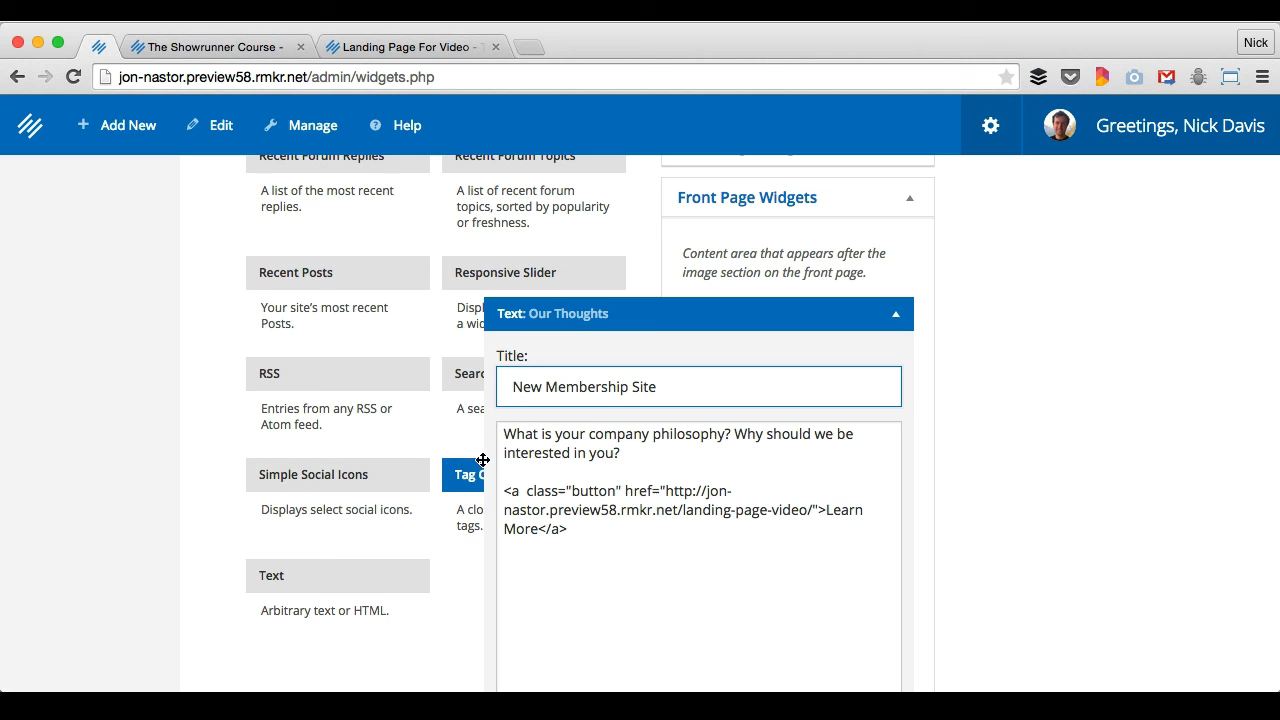 The Showrunner Course -
Landing Page For Video -
Nick
jon-nastor.preview58.rmkr.net/admin/widgets.php
Add New
Edit
Manage
Help
Greetings, Nick Davis
Recent Forum Replies
Recent Forum Topics
A list of the most recent
replies.
A list of recent forum
topics, sorted by popularity
or freshness.
Front Page Widgets
Content area that appears after the
image section on the front page.
Recent Posts
Responsive Slider
Your site's most recent
Posts.
a
Text: Our Thoughts
Title:
New Membership Site
What is your company philosophy? Why should we be
interested in you?
<a class="button" href="http://jon-
nastor.preview58.rmkr.net/landing-page-video/">Learn
More</a>
RSS
Entries from any RSS or
Atom feed.
A
Simple Social Icons
Tag
Displays select social icons.
A
tags.
Text
Arbitrary text or HTML.